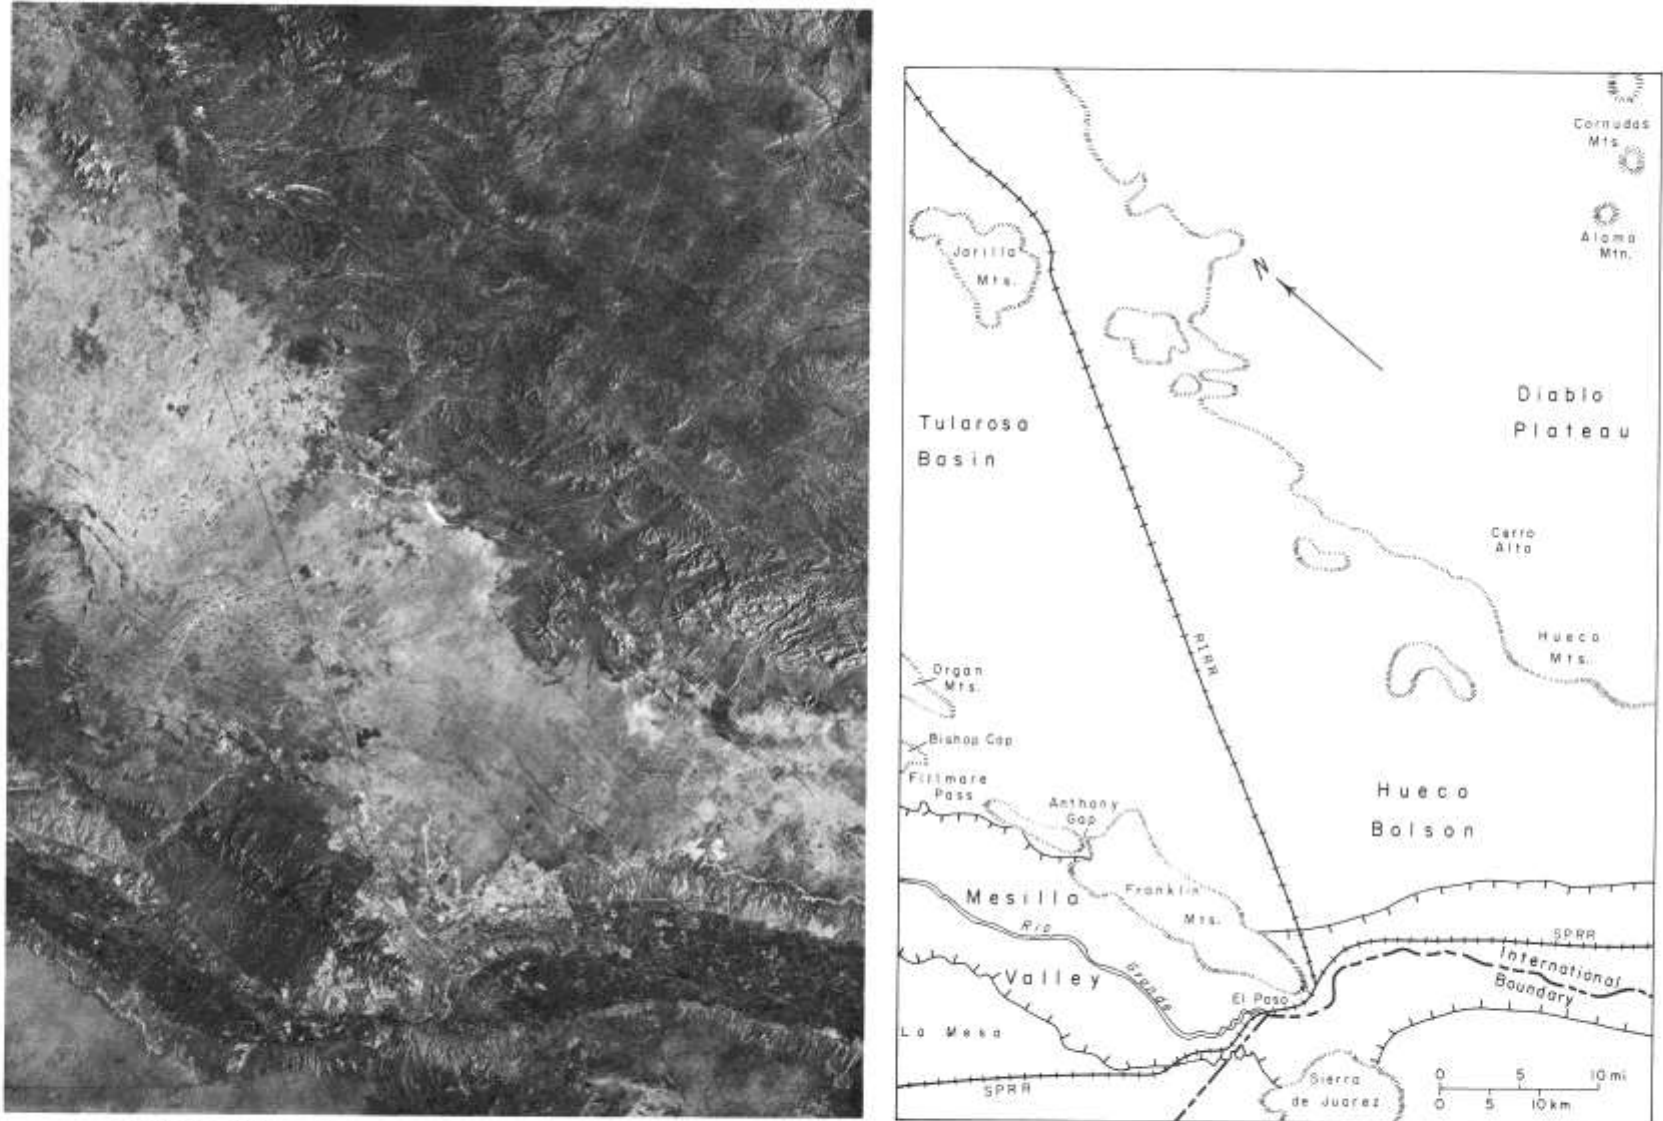 Cornudas
Mts.
Alamo
Mtn.
Jarilla
Mts.
N
Diablo
Plateau
Tularosa
Basin
Cerro
Alto
Hueco
Mts.
RIRR
Organ
Mts.
Bishop Cap
Fillmore
Pass
Anthony
Gap
Hueco
Bolson
Franklin
Mts.
Mesilla
Rio
Grande
Valley
SPRR
International
Boundary
El Paso
La Mesa
SPRR
Sierra
de Juarez
0 5 10 mi
0 5 10 km